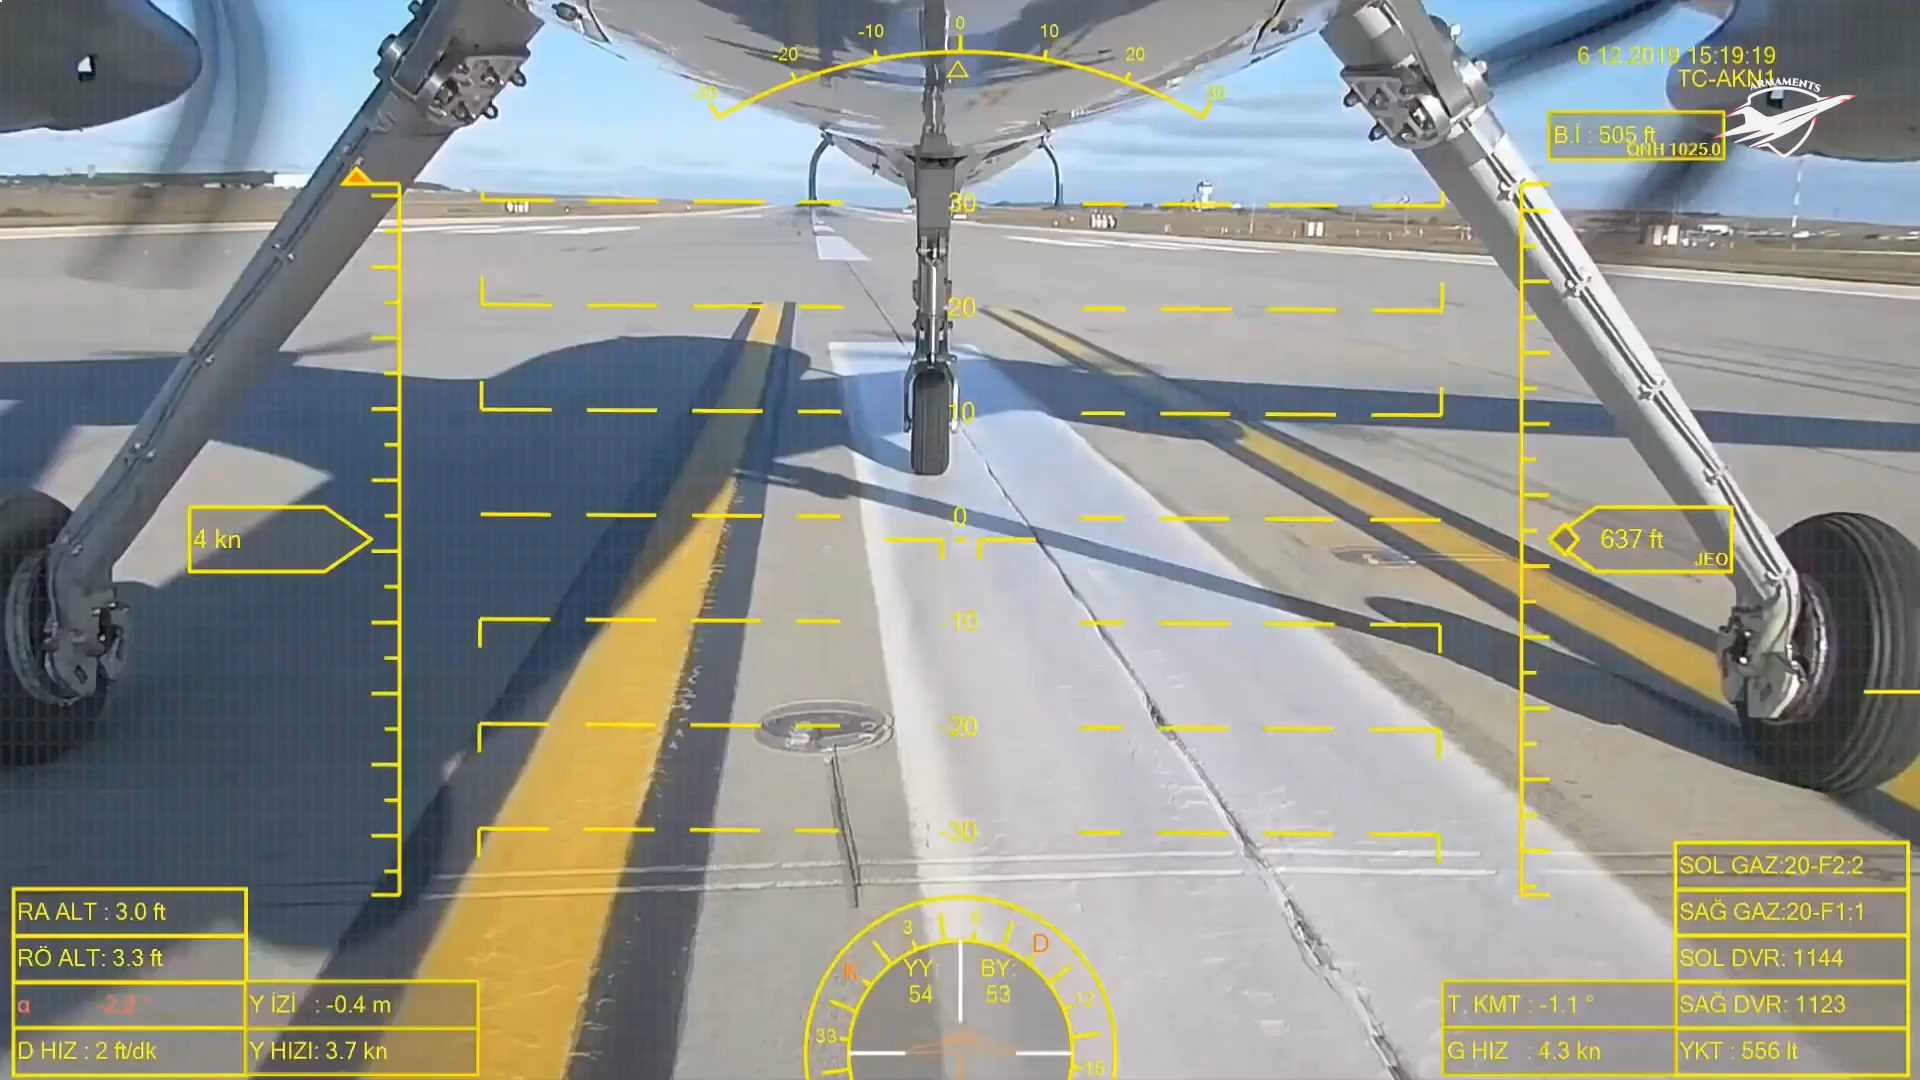 0
-10 10
-20 20
-30 30
6 12.2019 15:19:19
TC-AKN1
ARMAMENTS
B.İ : 505 ft
QNH 1025.0
30
20
10
0
4 kn
637 ft
JEO
-10
-20
-30
SOL GAZ:20-F2:2
SAĞ GAZ:20-F1:1
SOL DVR: 1144
SAĞ DVR: 1123
YKT : 556 lt
T. KMT : -1.1 °
G HIZ : 4.3 kn
RA ALT : 3.0 ft
RÖ ALT: 3.3 ft
α -2.2 °
D HIZ : 2 ft/dk
Y İZİ : -0.4 m
Y HIZI: 3.7 kn
3 6
K D
YY: BY:
54 53
12
33
15